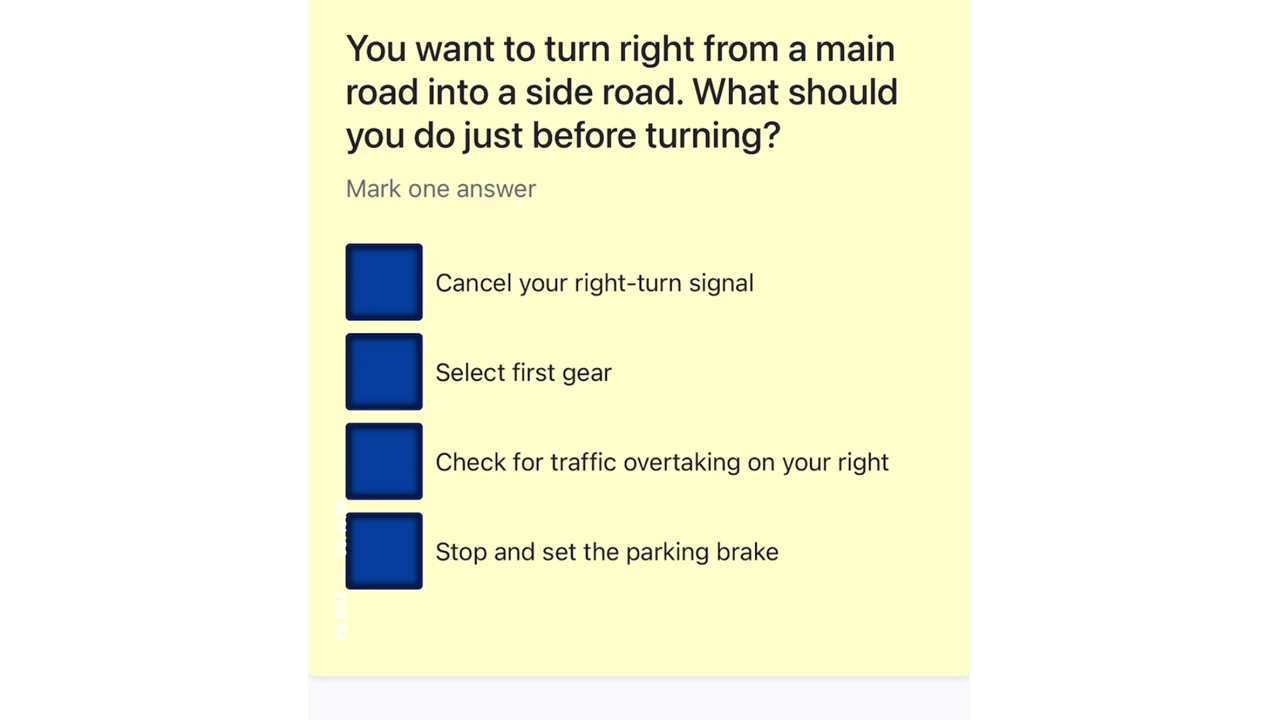 You want to turn right from a main
road into a side road. What should
you do just before turning?
Mark one answer
Cancel your right-turn signal
Select first gear
Check for traffic overtaking on your right
Stop and set the parking brake